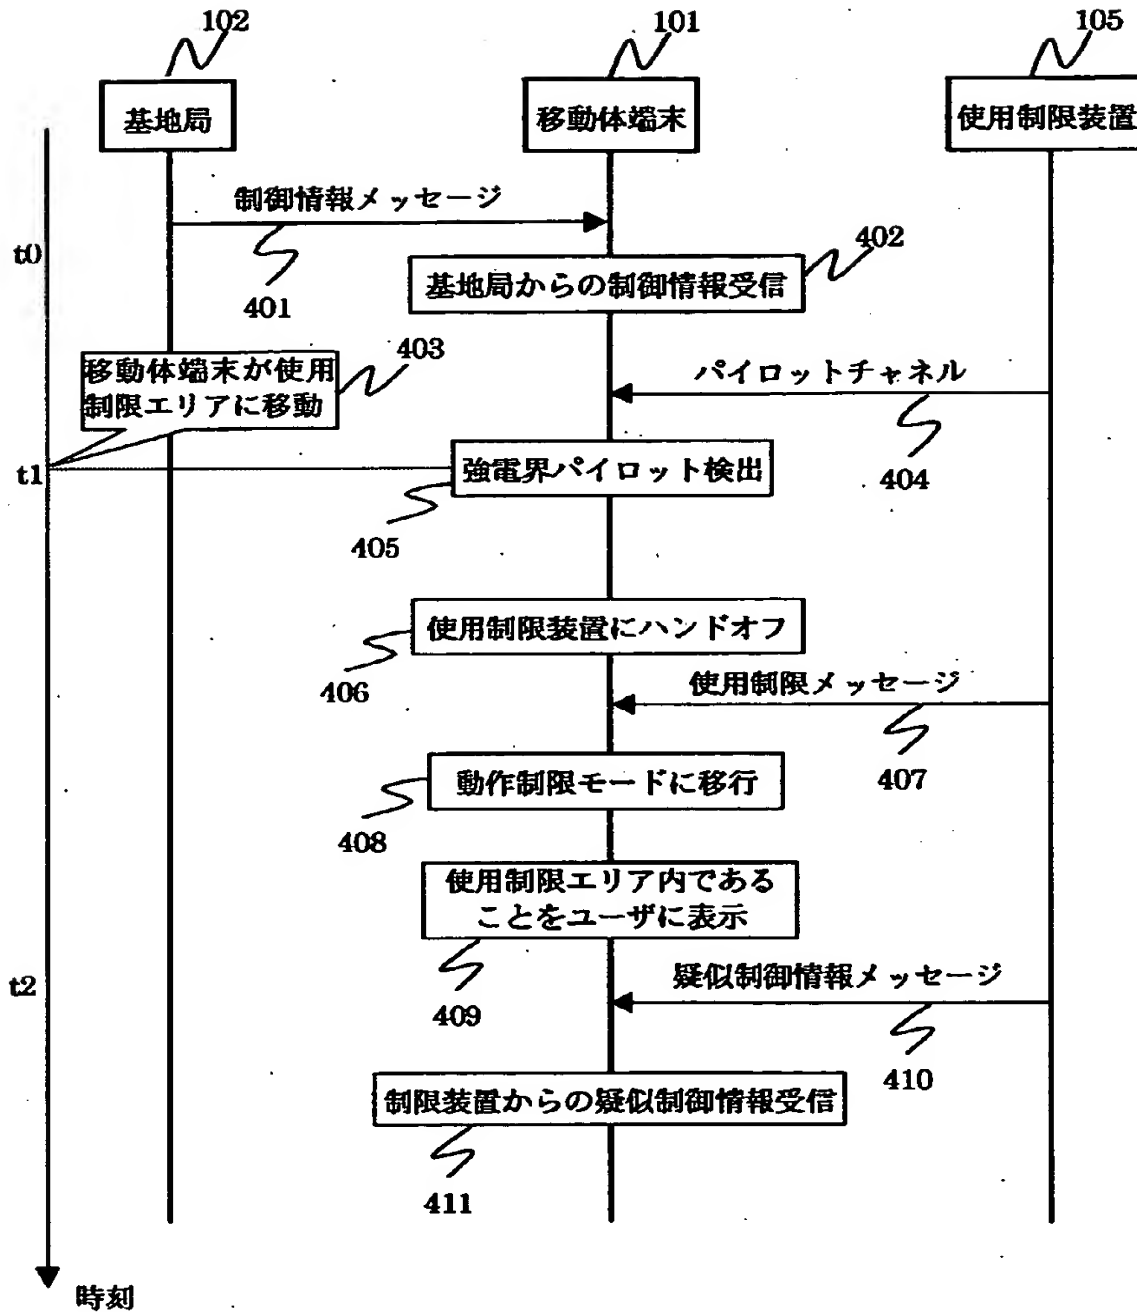 102
101
105
基地局
移動体端末
使用制限装置
制御情報メッセージ
t0
401
402
基地局からの制御情報受信
403
移動体端末が使用
制限エリアに移動
パイロットチャネル
404
t1
強電界パイロット検出
405
使用制限装置にハンドオフ
406
使用制限メッセージ
407
動作制限モードに移行
408
使用制限エリア内である
ことをユーザに表示
409
t2
疑似制御情報メッセージ
410
制限装置からの疑似制御情報受信
411
時刻